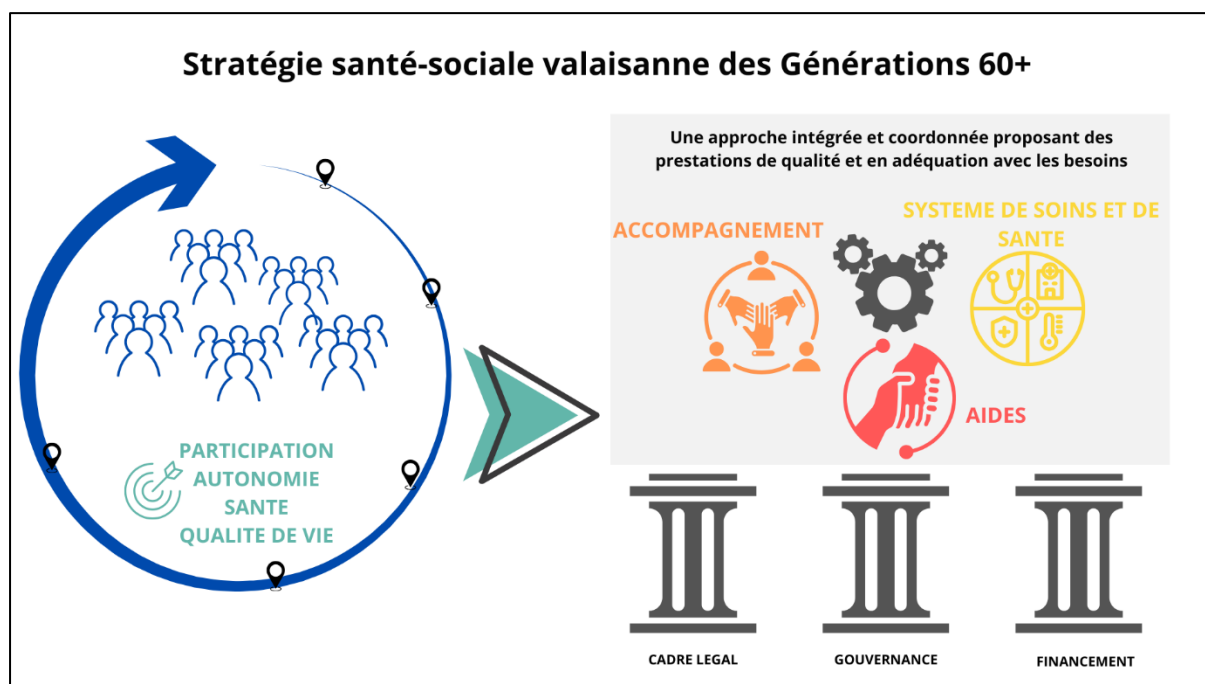 Stratégie santé-sociale valaisanne des Générations 60+
PARTICIPATION
AUTONOMIE
SANTE
QUALITE DE VIE
Une approche intégrée et coordonnée proposant des
prestations de qualité et en adéquation avec les besoins
ACCOMPAGNEMENT
SYSTEME DE SOINS ET DE
SANTE
AIDES
CADRE LEGAL
GOUVERNANCE
FINANCEMENT